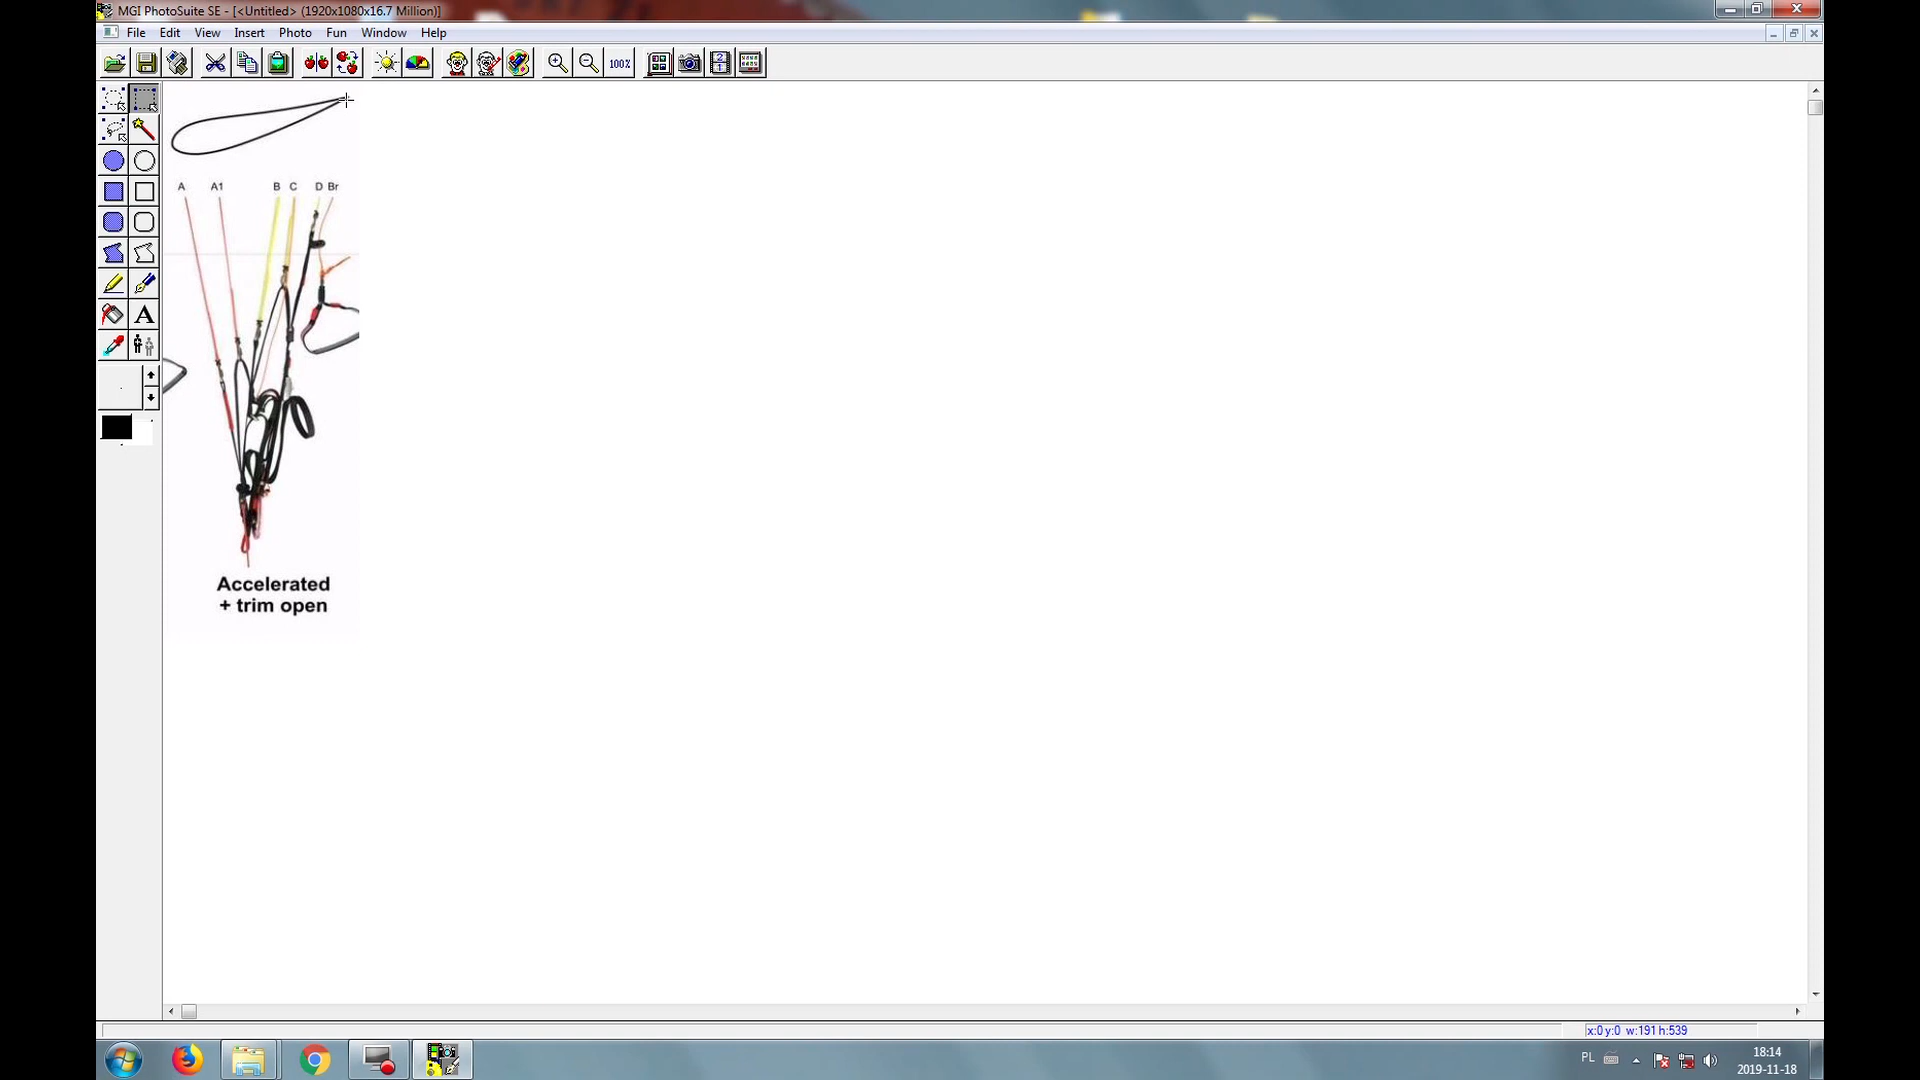 MGI PhotoSuite SE - [<Untitled> (1920x1080x16.7 Million)]
File Edit View Insert Photo Fun Window Help
100%
A A1 B C D Br
A
Accelerated
+ trim open
x:0 y:0 w:191 h:539
PL
18:14
2019-11-18